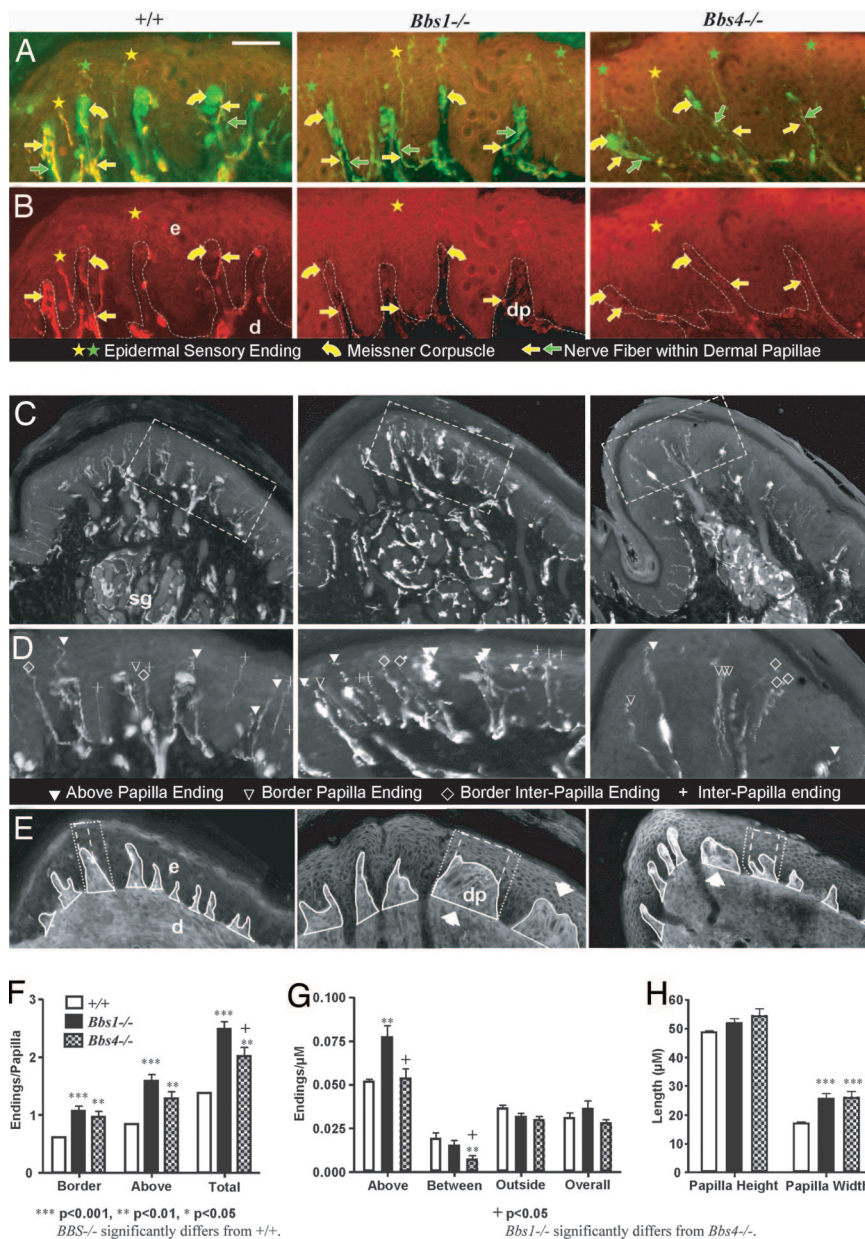 +/+ Bbs1-/- Bbs4-/-
A
B
e
d
dp
★★ Epidermal Sensory Ending Meissner Corpuscle Nerve Fiber within Dermal Papillae
C
sg
D
▼ Above Papilla Ending ▽ Border Papilla Ending ◇ Border Inter-Papilla Ending + Inter-Papilla ending
E
e
d
dp
F
Endings/Papilla
3
2
1
0
+/+
Bbs1-/-
Bbs4-/-
*** ** *** ** *** + **
Border Above Total
*** p<0.001, ** p<0.01, * p<0.05
BBS-/- significantly differs from +/+.
G
Endings/µM
0.100
0.075
0.050
0.025
0.000
** + + **
Above Between Outside Overall
+ p<0.05
Bbs1-/- significantly differs from Bbs4-/-.
H
Length (µM)
60
50
40
30
20
10
0
*** ***
Papilla Height Papilla Width